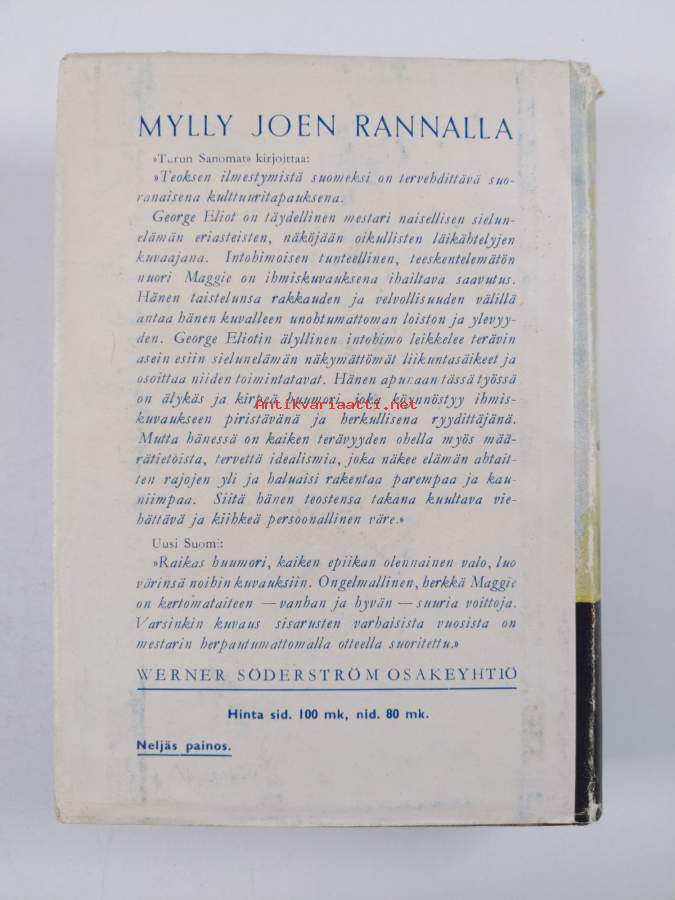 MYLLY JOEN RANNALLA
»Turun Sanomat» kirjoittaa:
»Teoksen ilmestymistä suomeksi on tervehdittävä suo-
ranaisena kulttuuritapauksena.
George Eliot on täydellinen mestari naisellisen sielun-
elämän eriasteisten, näköjään oikullisten läikähtelyjen
kuvaajana. Intohimoisen tunteellinen, teeskentelemätön
nuori Maggie on ihmiskuvauksena ihailtava saavutus.
Hänen taistelunsa rakkauden ja velvollisuuden välillä
antaa hänen kuvalleen unohtumattoman loiston ja ylevyy-
den. George Eliotin älyllinen intohimo leikkelee terävin
asein esiin sielunelämän näkymättömät liikuntasäikeet ja
osoittaa niiden toimintatavat. Hänen apunaan tässä työssä
on älykäs ja kirpeä huumori, joka köynnöstyy ihmis-
Antikvariaatti.net
kuvaukseen piristävänä ja herkullisena ryydittäjänä.
Mutta hänessä on kaiken terävyyden ohella myös mää-
rätietoista, tervettä idealismia, joka näkee elämän ahtait-
ten rajojen yli ja haluaisi rakentaa parempaa ja kau-
niimpaa. Siitä hänen teostensa takana kuultava vie-
hättävä ja kiihkeä persoonallinen väre.»
Uusi Suomi:
»Raikas huumori, kaiken epiikan olennainen valo, luo
värinsä noihin kuvauksiin. Ongelmallinen, herkkä Maggie
on kertomataiteen — vanhan ja hyvän — suuria voittoja.
Varsinkin kuvaus sisarusten varhaisista vuosista on
mestarin herpautumattomalla otteella suoritettu.»
WERNER SÖDERSTRÖM OSAKEYHTIÖ
Hinta sid. 100 mk, nid. 80 mk.
Neljäs painos.